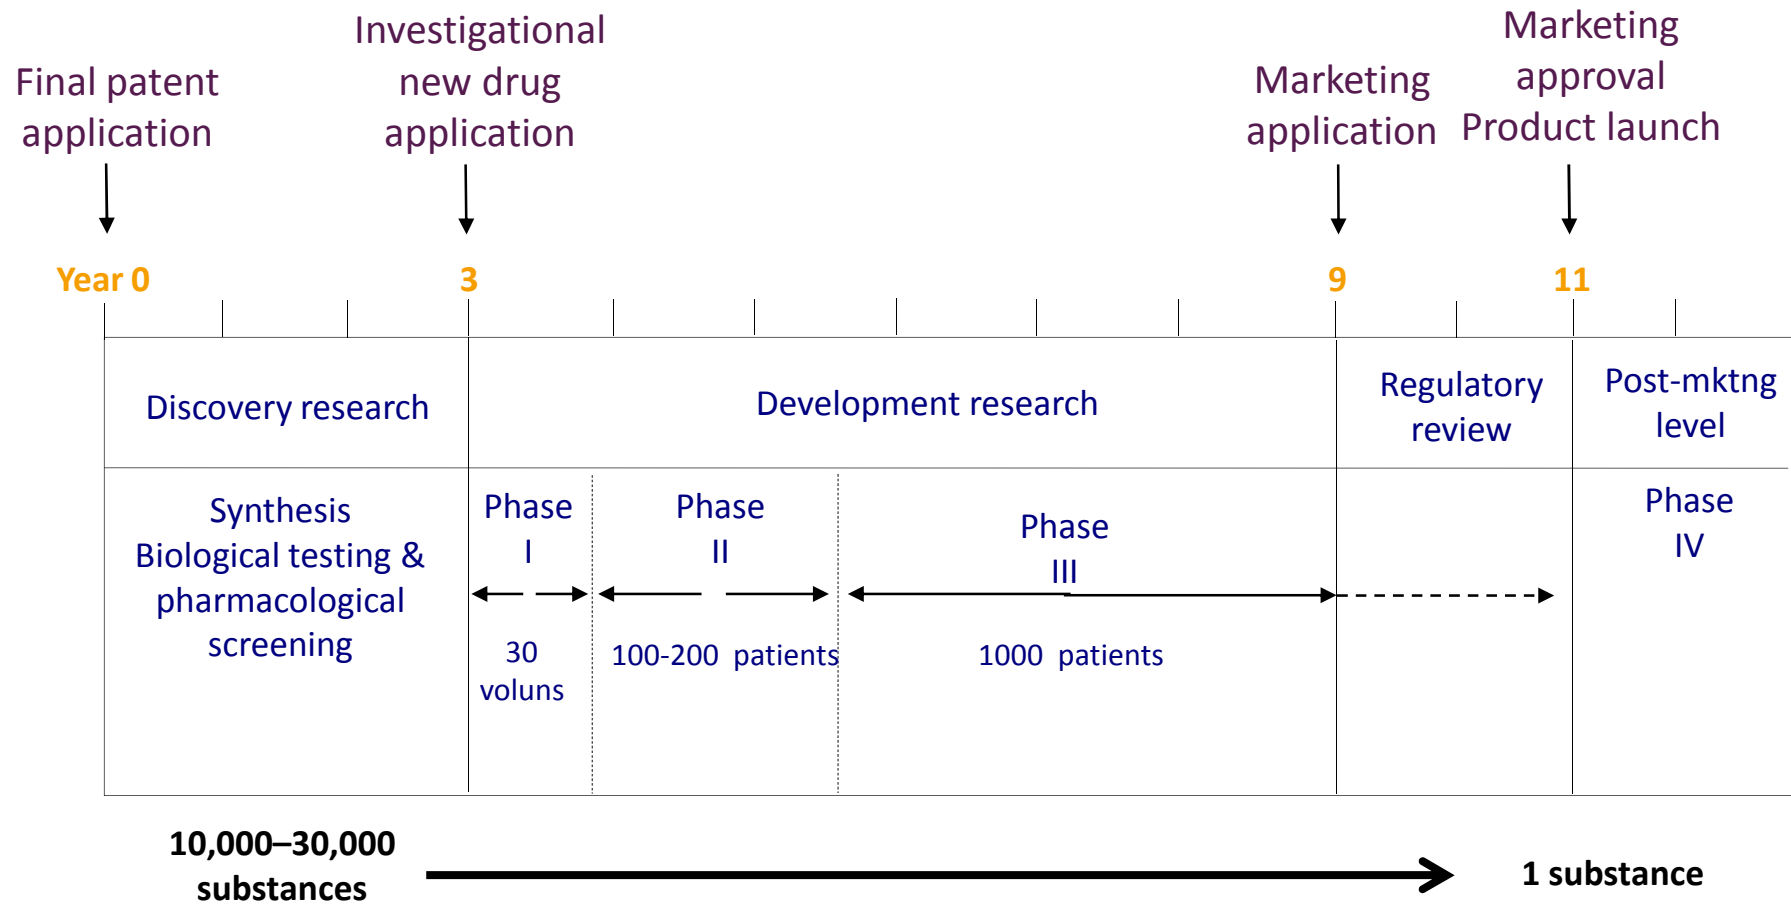 Final patent
application
Investigational
new drug
application
Marketing
application
Marketing
approval
Product launch
Year 0
3
9
11
Discovery research
Development research
Regulatory
review
Post-mktng
level
Synthesis
Biological testing &
pharmacological
screening
Phase
I
30
voluns
Phase
II
100-200 patients
Phase
III
1000 patients
Phase
IV
10,000–30,000
substances
1 substance